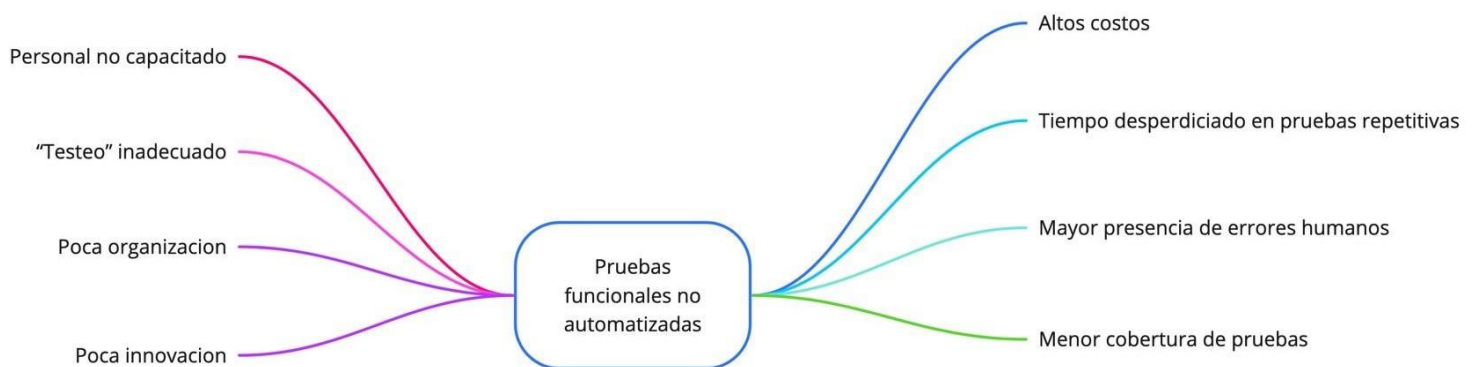 Personal no capacitado
“Testeo” inadecuado
Poca organizacion
Poca innovacion
Pruebas
funcionales no
automatizadas
Altos costos
Tiempo desperdiciado en pruebas repetitivas
Mayor presencia de errores humanos
Menor cobertura de pruebas